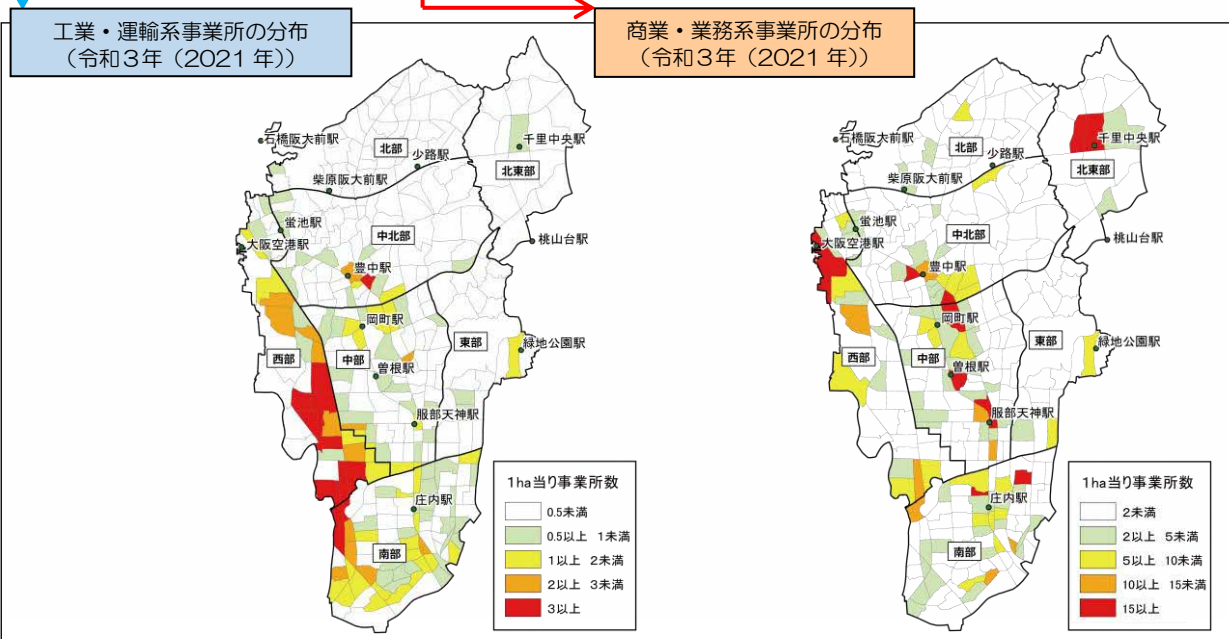 工業・運輸系事業所の分布
（令和３年（2021 年））
商業・業務系事業所の分布
（令和３年（2021 年））
石橋阪大前駅
北部
少路駅
千里中央駅
北東部
柴原阪大前駅
蛍池駅
大阪空港駅
中北部
桃山台駅
豊中駅
岡町駅
西部
中部
東部
緑地公園駅
曽根駅
服部天神駅
庄内駅
南部
1ha当り事業所数
0.5未満
0.5以上 1未満
1以上 2未満
2以上 3未満
3以上
石橋阪大前駅
北部
少路駅
千里中央駅
北東部
柴原阪大前駅
蛍池駅
大阪空港駅
中北部
桃山台駅
豊中駅
岡町駅
西部
中部
東部
緑地公園駅
曽根駅
服部天神駅
庄内駅
南部
1ha当り事業所数
2未満
2以上 5未満
5以上 10未満
10以上 15未満
15以上